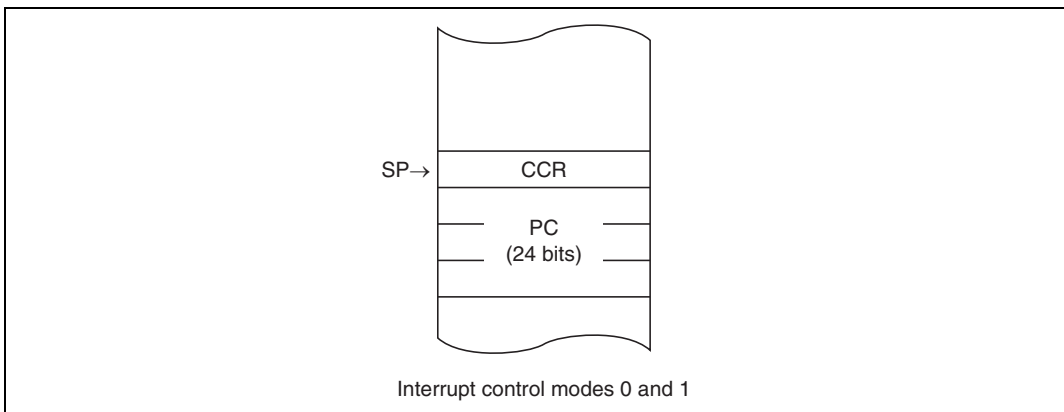 SP→ CCR
PC
(24 bits)
Interrupt control modes 0 and 1